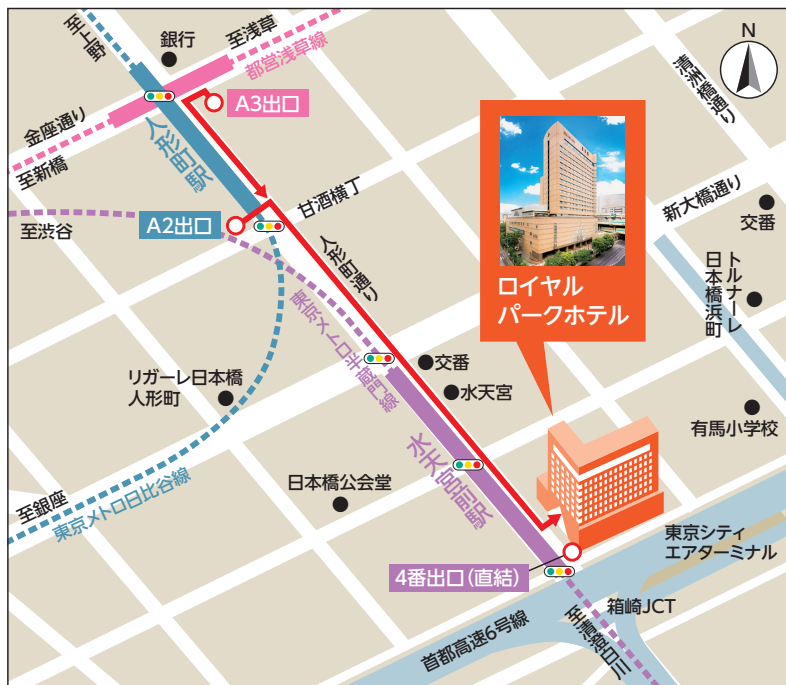 至上野
銀行
至浅草
都営浅草線
N
清洲橋通り
A3出口
金座通り
至新橋
人形町駅
甘酒横丁
新大橋通り
交番
至渋谷
A2出口
人形町通り
トルナーレ
日本橋浜町
ロイヤル
パークホテル
東京メトロ半蔵門線
交番
水天宮
リガーレ日本橋
人形町
有馬小学校
水天宮前駅
日本橋公会堂
至銀座
東京メトロ日比谷線
東京シティ
エアターミナル
4番出口(直結)
箱崎JCT
首都高速6号線
至清澄白川